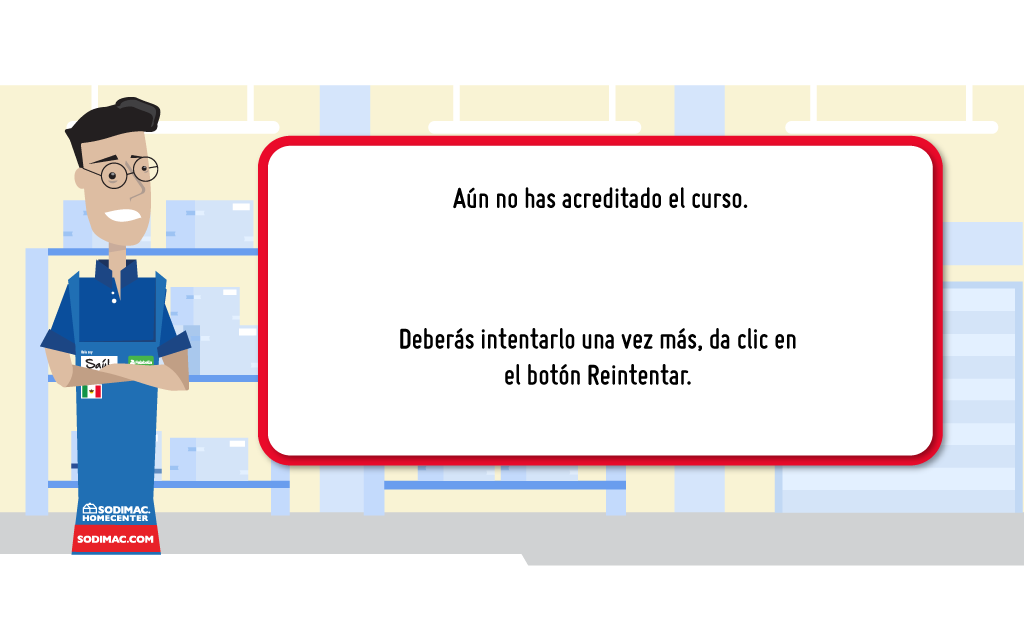 Aún no has acreditado el curso.
Deberás intentarlo una vez más, da clic en
el botón Reintentar.
Saúl
SODIMAC.
HOMECENTER
SODIMAC.COM